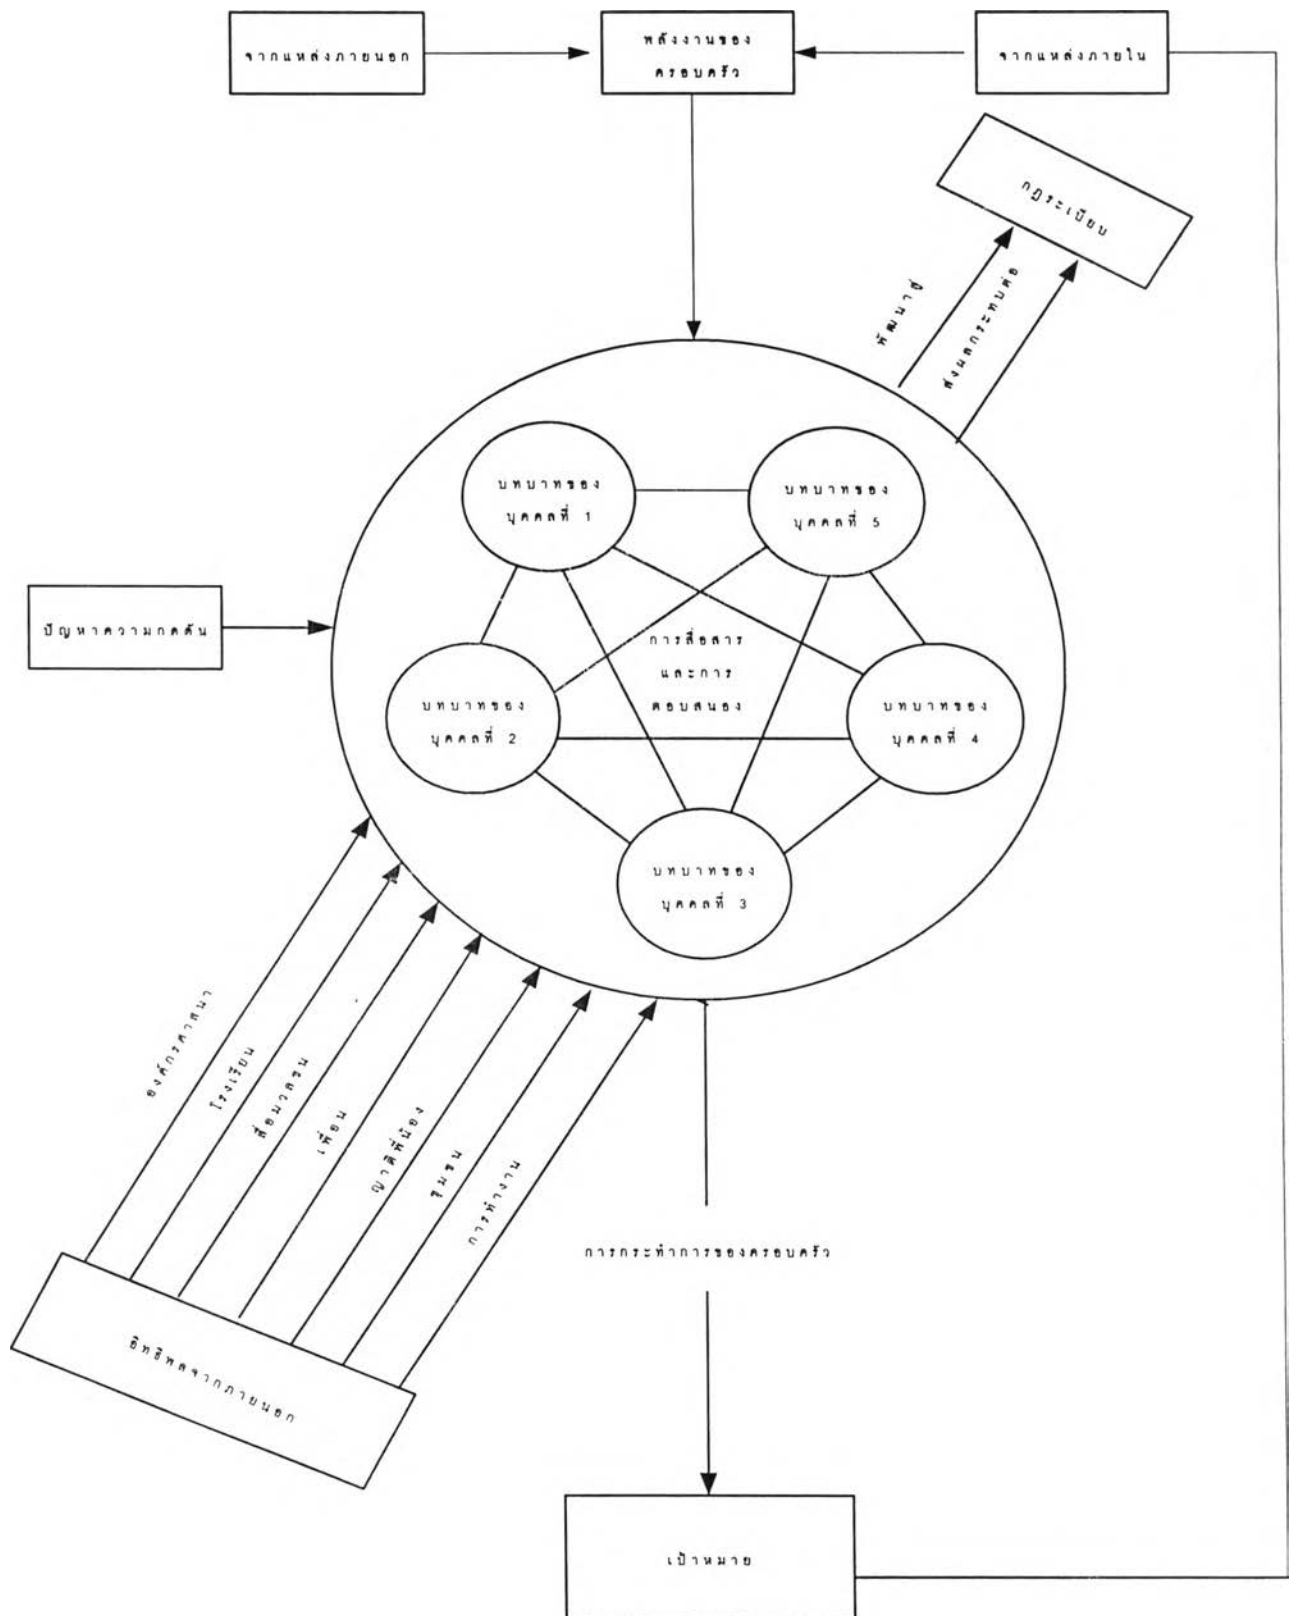 จากแหล่งภายนอก
พลังงานของ
ครอบครัว
จากแหล่งภายใน
กฎระเบียบ
พัฒนาสู่
ส่งผลกระทบต่อ
บทบาทของ
บุคคลที่ 1
บทบาทของ
บุคคลที่ 5
ปัญหาความกดดัน
การสื่อสาร
และการ
ตอบสนอง
บทบาทของ
บุคคลที่ 2
บทบาทของ
บุคคลที่ 4
บทบาทของ
บุคคลที่ 3
องค์กรศาสนา
โรงเรียน
สื่อมวลชน
เพื่อน
ญาติพี่น้อง
ชุมชน
การทำงาน
การกระทำการของครอบครัว
อิทธิพลจากภายนอก
เป้าหมาย